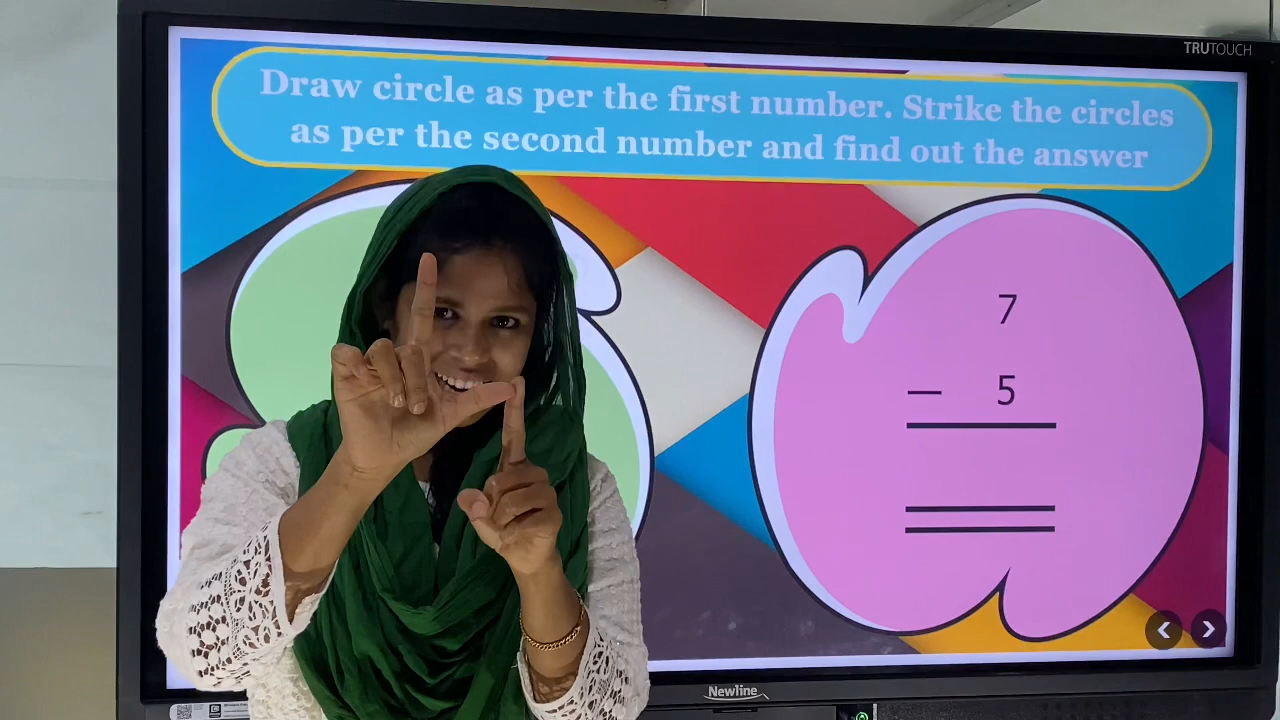 TRUTOUCH
Draw circle as per the first number. Strike the circles
as per the second number and find out the answer
7
— 5
Newline